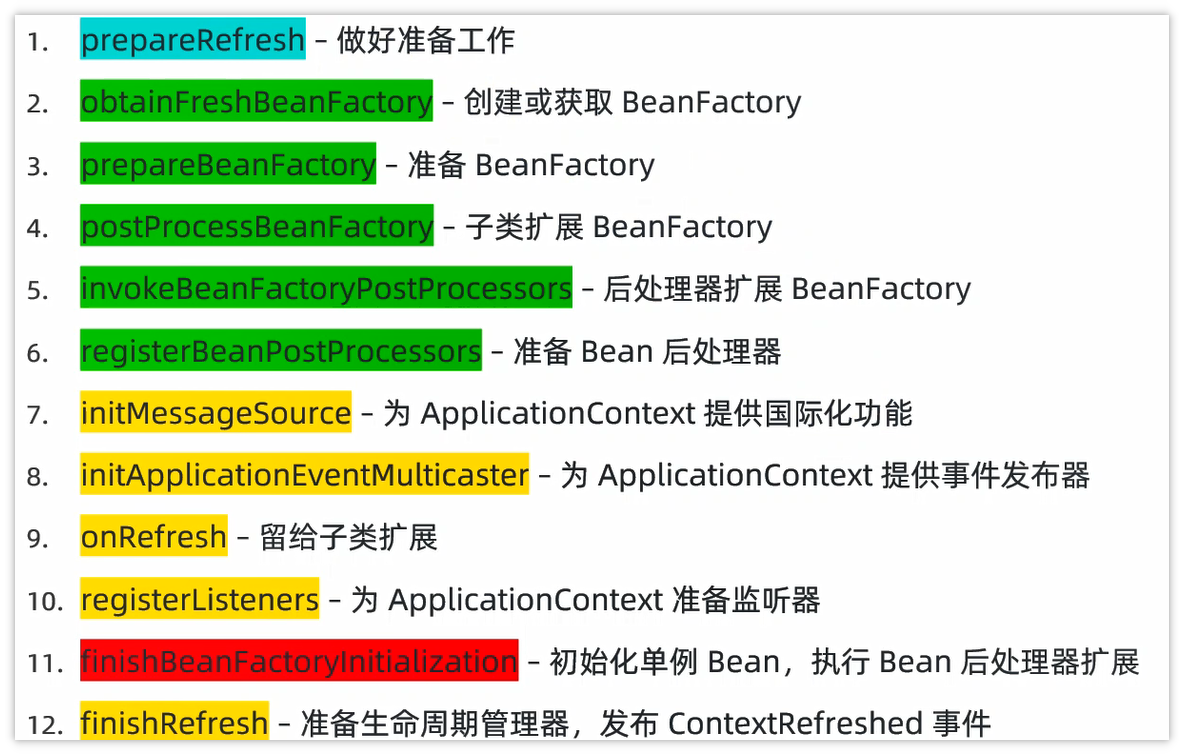 1. prepareRefresh – 做好准备工作
2. obtainFreshBeanFactory – 创建或获取 BeanFactory
3. prepareBeanFactory – 准备 BeanFactory
4. postProcessBeanFactory – 子类扩展 BeanFactory
5. invokeBeanFactoryPostProcessors – 后处理器扩展 BeanFactory
6. registerBeanPostProcessors – 准备 Bean 后处理器
7. initMessageSource – 为 ApplicationContext 提供国际化功能
8. initApplicationEventMulticaster – 为 ApplicationContext 提供事件发布器
9. onRefresh – 留给子类扩展
10. registerListeners – 为 ApplicationContext 准备监听器
11. finishBeanFactoryInitialization – 初始化单例 Bean，执行 Bean 后处理器扩展
12. finishRefresh – 准备生命周期管理器，发布 ContextRefreshed 事件